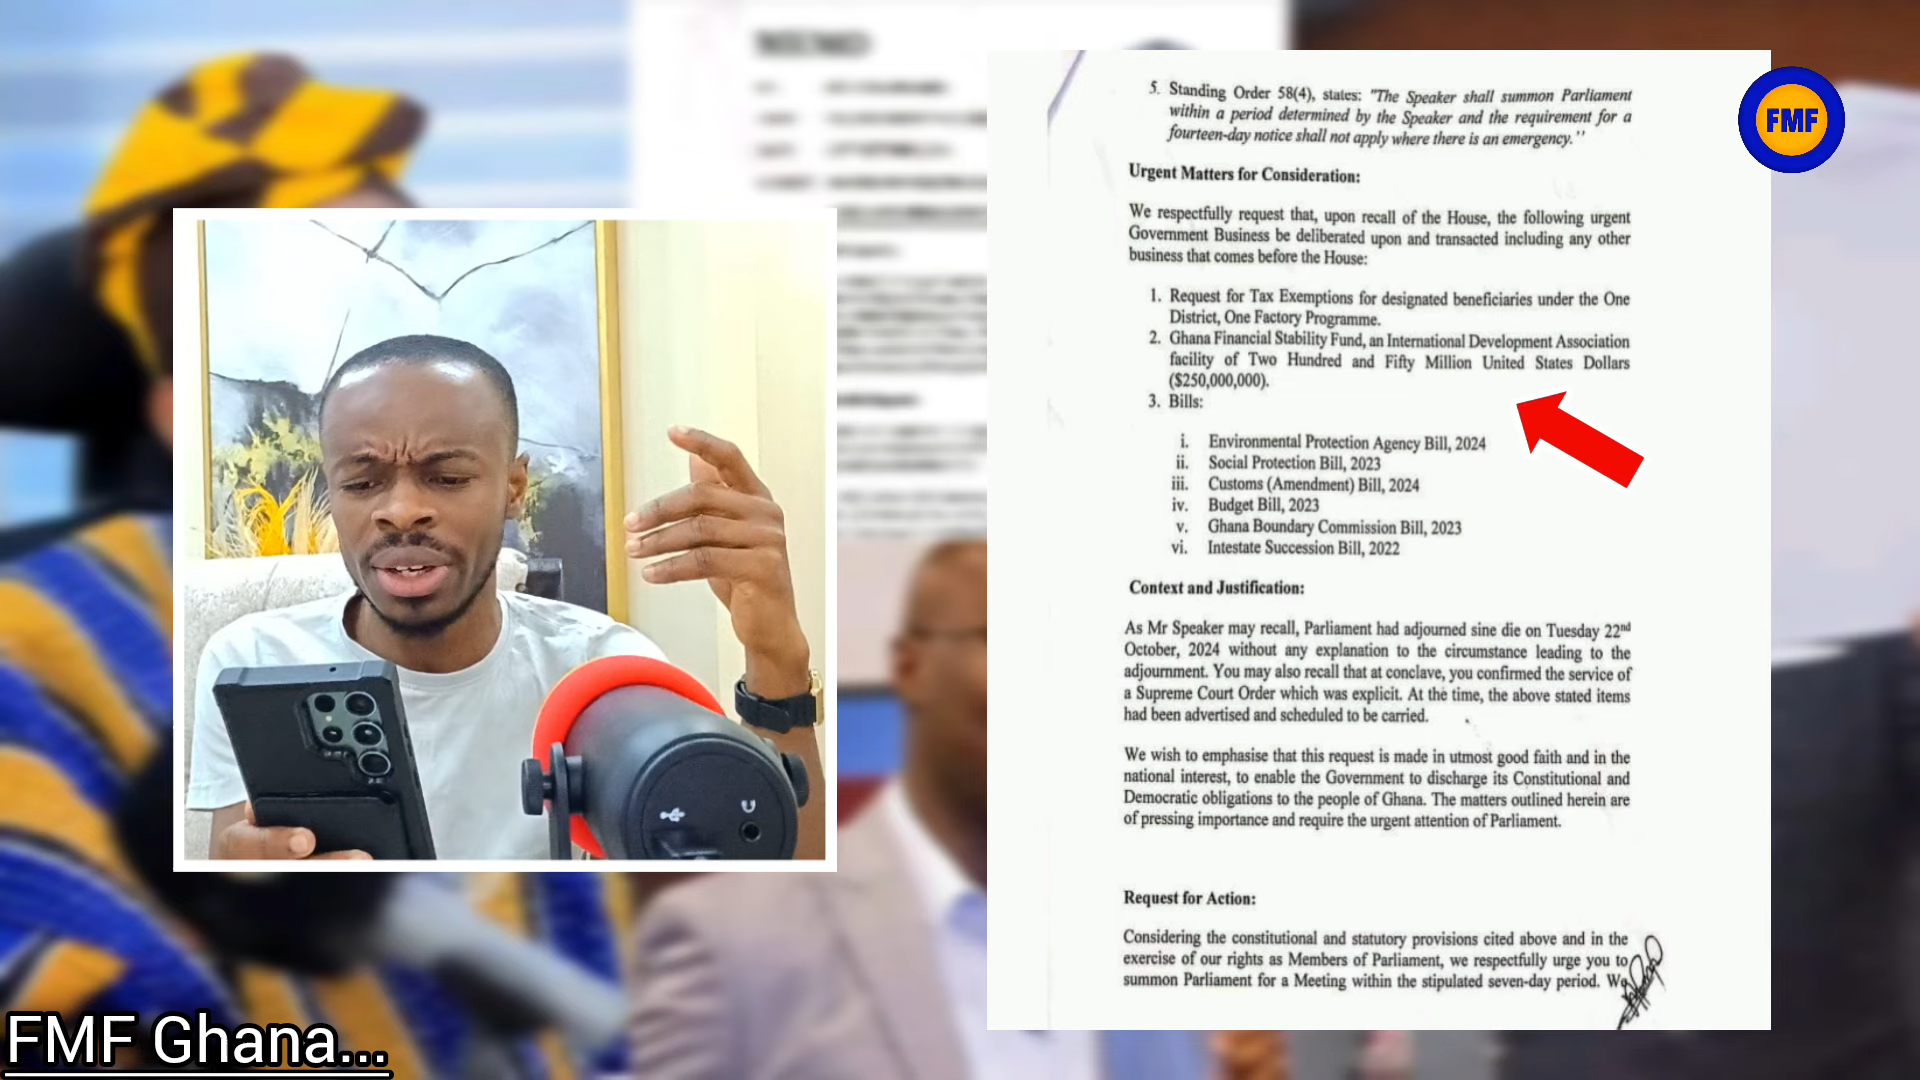 5. Standing Order 58(4), states: "The Speaker shall summon Parliament
within a period determined by the Speaker and the requirement for a
fourteen-day notice shall not apply where there is an emergency.''
Urgent Matters for Consideration:
We respectfully request that, upon recall of the House, the following urgent
Government Business be deliberated upon and transacted including any other
business that comes before the House:
1. Request for Tax Exemptions for designated beneficiaries under the One
District, One Factory Programme.
2. Ghana Financial Stability Fund, an International Development Association
facility of Two Hundred and Fifty Million United States Dollars
($250,000,000).
3. Bills:
i. Environmental Protection Agency Bill, 2024
ii. Social Protection Bill, 2023
iii. Customs (Amendment) Bill, 2024
iv. Budget Bill, 2023
v. Ghana Boundary Commission Bill, 2023
vi. Intestate Succession Bill, 2022
Context and Justification:
As Mr Speaker may recall, Parliament had adjourned sine die on Tuesday 22nd
October, 2024 without any explanation to the circumstance leading to the
adjournment. You may also recall that at conclave, you confirmed the service of
a Supreme Court Order which was explicit. At the time, the above stated items
had been advertised and scheduled to be carried.
We wish to emphasise that this request is made in utmost good faith and in the
national interest, to enable the Government to discharge its Constitutional and
Democratic obligations to the people of Ghana. The matters outlined herein are
of pressing importance and require the urgent attention of Parliament.
Request for Action:
Considering the constitutional and statutory provisions cited above and in the
exercise of our rights as Members of Parliament, we respectfully urge you to
summon Parliament for a Meeting within the stipulated seven-day period. We
FMF
FMF Ghana...